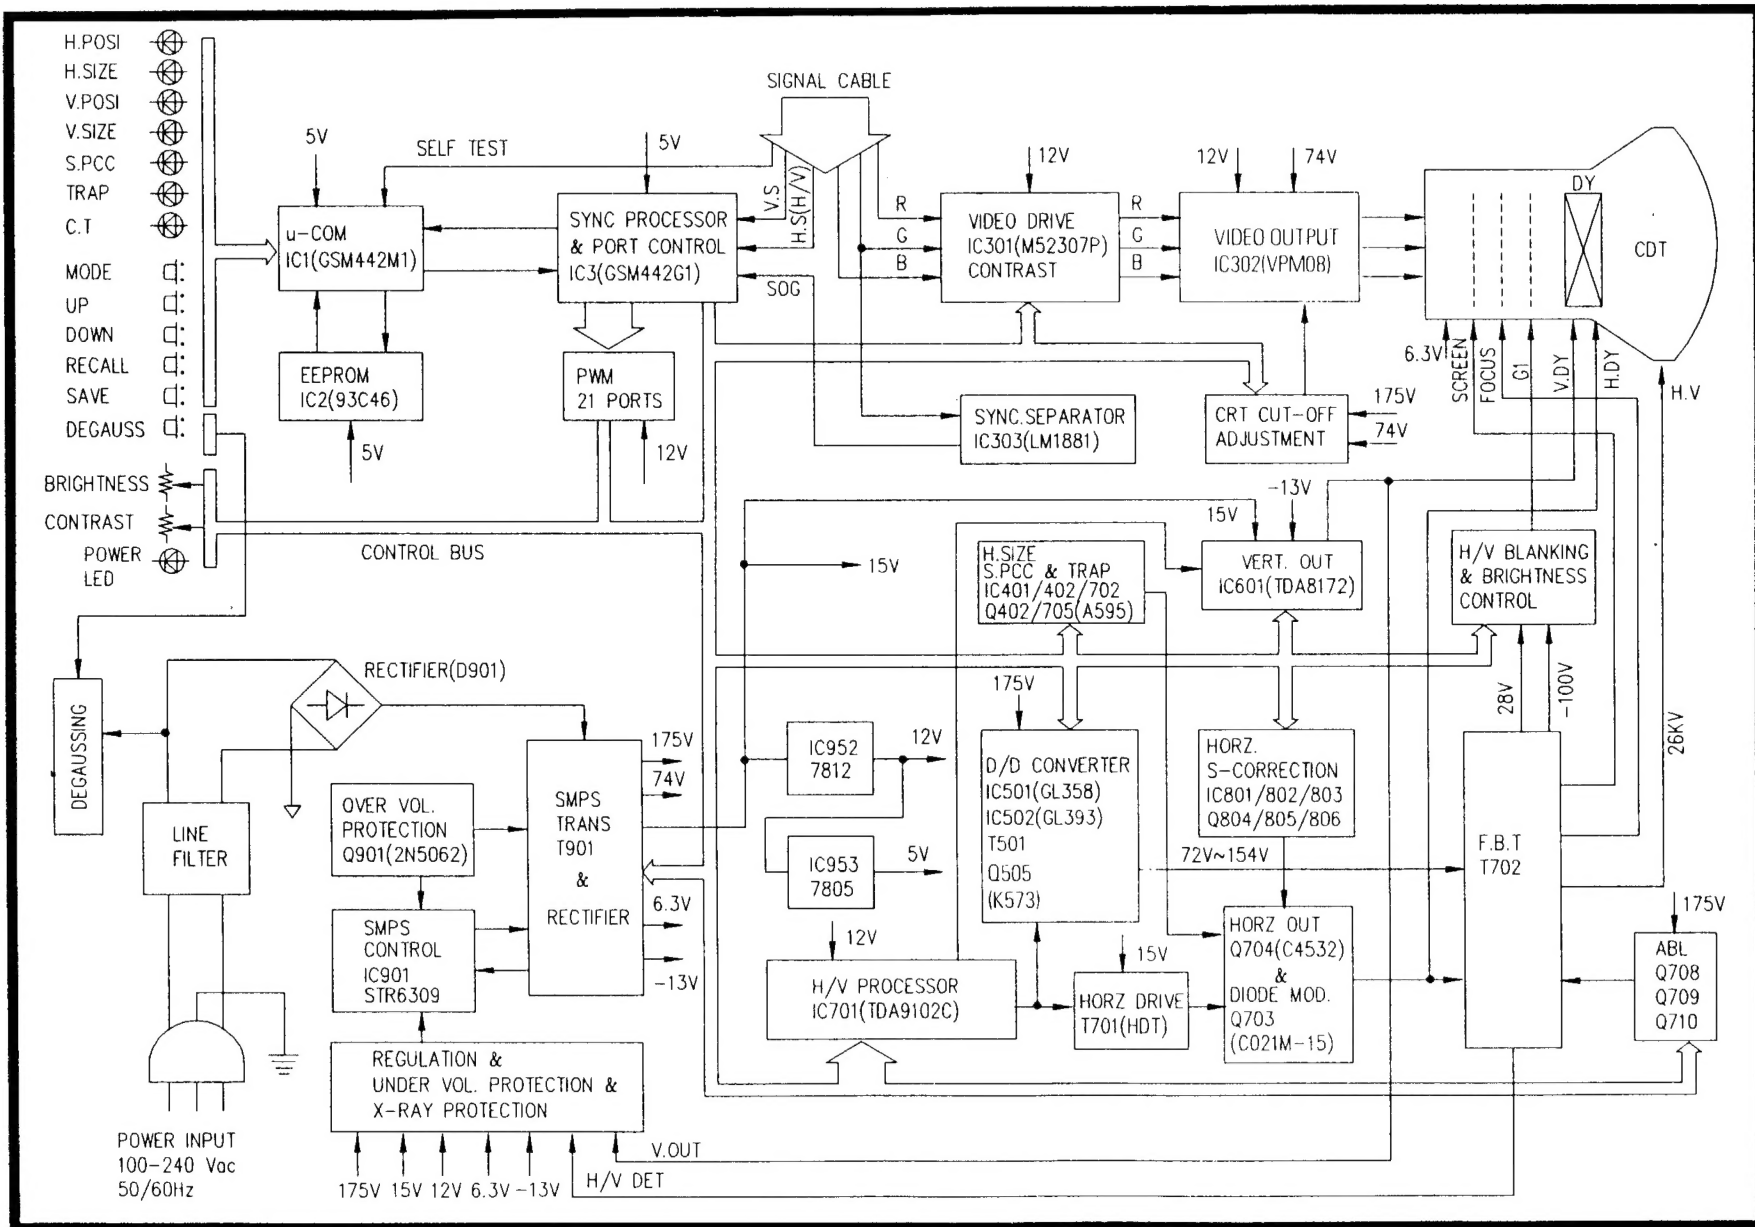 H.POSI
H.SIZE
V.POSI
V.SIZE
S.PCC
TRAP
C.T
MODE
UP
DOWN
RECALL
SAVE
DEGAUSS
BRIGHTNESS
CONTRAST
POWER
LED
SIGNAL CABLE
5V
SELF TEST
u-COM
IC1(GSM442M1)
EEPROM
IC2(93C46)
5V
5V
SYNC PROCESSOR
& PORT CONTROL
IC3(GSM442G1)
PWM
21 PORTS
12V
V.S
H.S(H/V)
SOG
R
G
B
12V
VIDEO DRIVE
IC301(M52307P)
CONTRAST
R
G
B
12V
74V
VIDEO OUTPUT
IC302(VPM08)
DY
CDT
6.3V
SCREEN
FOCUS
G1
V.DY
H.DY
H.V
SYNC.SEPARATOR
IC303(LM1881)
CRT CUT-OFF
ADJUSTMENT
175V
74V
CONTROL BUS
15V
15V
-13V
VERT. OUT
IC601(TDA8172)
H.SIZE
S.PCC & TRAP
IC401/402/702
Q402/705(A595)
H/V BLANKING
& BRIGHTNESS
CONTROL
28V
-100V
26KV
RECTIFIER(D901)
DEGAUSSING
LINE
FILTER
OVER VOL.
PROTECTION
Q901(2N5062)
SMPS
CONTROL
IC901
STR6309
SMPS
TRANS
T901
&
RECTIFIER
175V
74V
6.3V
-13V
IC952
7812
12V
IC953
7805
5V
175V
D/D CONVERTER
IC501(GL358)
IC502(GL393)
T501
Q505
(K573)
HORZ.
S-CORRECTION
IC801/802/803
Q804/805/806
72V~154V
F.B.T
T702
12V
H/V PROCESSOR
IC701(TDA9102C)
15V
HORZ DRIVE
T701(HDT)
HORZ OUT
Q704(C4532)
&
DIODE MOD.
Q703
(C021M-15)
175V
ABL
Q708
Q709
Q710
REGULATION &
UNDER VOL. PROTECTION &
X-RAY PROTECTION
POWER INPUT
100-240 Vac
50/60Hz
175V
15V
12V
6.3V
-13V
H/V DET
V.OUT